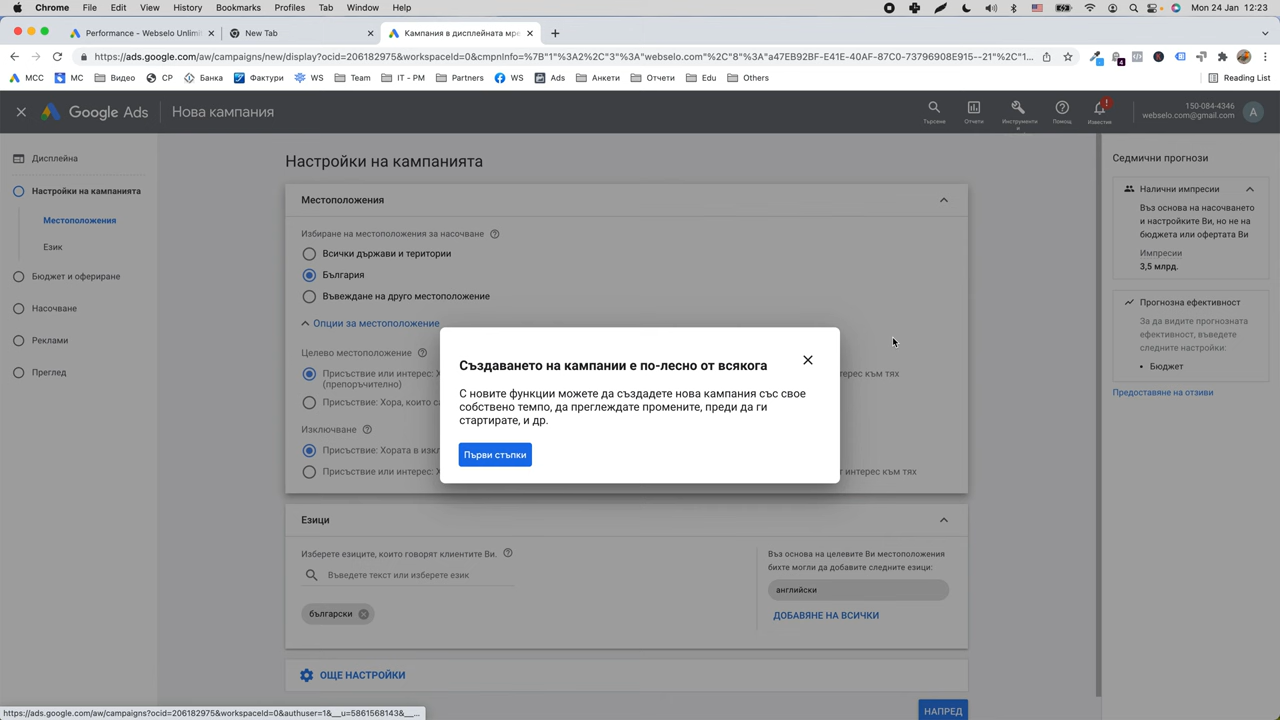 Chrome File Edit View History Bookmarks Profiles Tab Window Help
Mon 24 Jan 12:23
Performance - Webselo Unlimi
New Tab
Кампания в дисплейната мре
https://ads.google.com/aw/campaigns/new/display?ocid=206182975&workspaceId=0&cmpnInfo=%7B"1"%3A2%2C"3"%3A"webselo.com"%2C"8"%3A"a47EB92BF-E41E-40AF-87C0-73796908E915--21"%2C"1...
МСС МС Видео CP Банка Фактури WS Team IT - PM Partners WS Ads Анкети Отчети Edu Others Reading List
Google Ads Нова кампания
Търсене
Отчети
Инструменти
и
Помощ
Известия
150-084-4346
webselo.com@gmail.com
A
Дисплейна
Настройки на кампанията
Местоположения
Език
Бюджет и офериране
Насочване
Реклами
Преглед
Настройки на кампанията
Местоположения
Избиране на местоположения за насочване
Всички държави и територии
България
Въвеждане на друго местоположение
Опции за местоположение
Целево местоположение
Присъствие или интерес: Х
терес към тях
(препоръчително)
Присъствие: Хора, които с
Изключване
Присъствие: Хората в изкл
Присъствие или интерес: Х
т интерес към тях
Създаването на кампании е по-лесно от всякога
С новите функции можете да създадете нова кампания със свое
собствено темпо, да преглеждате промените, преди да ги
стартирате, и др.
Първи стъпки
Езици
Изберете езиците, които говорят клиентите Ви.
Въведете текст или изберете език
български
Въз основа на целевите Ви местоположения
бихте могли да добавите следните езици:
английски
ДОБАВЯНЕ НА ВСИЧКИ
ОЩЕ НАСТРОЙКИ
НАПРЕД
Седмични прогнози
Налични импресии
Въз основа на насочването
и настройките Ви, но не на
бюджета или офертата Ви
Импресии
3,5 млрд.
Прогнозна ефективност
За да видите прогнозната
ефективност, въведете
следните настройки:
• Бюджет
Предоставяне на отзиви
https://ads.google.com/aw/campaigns?ocid=206182975&workspaceId=0&authuser=1&__u=5861568143&__...